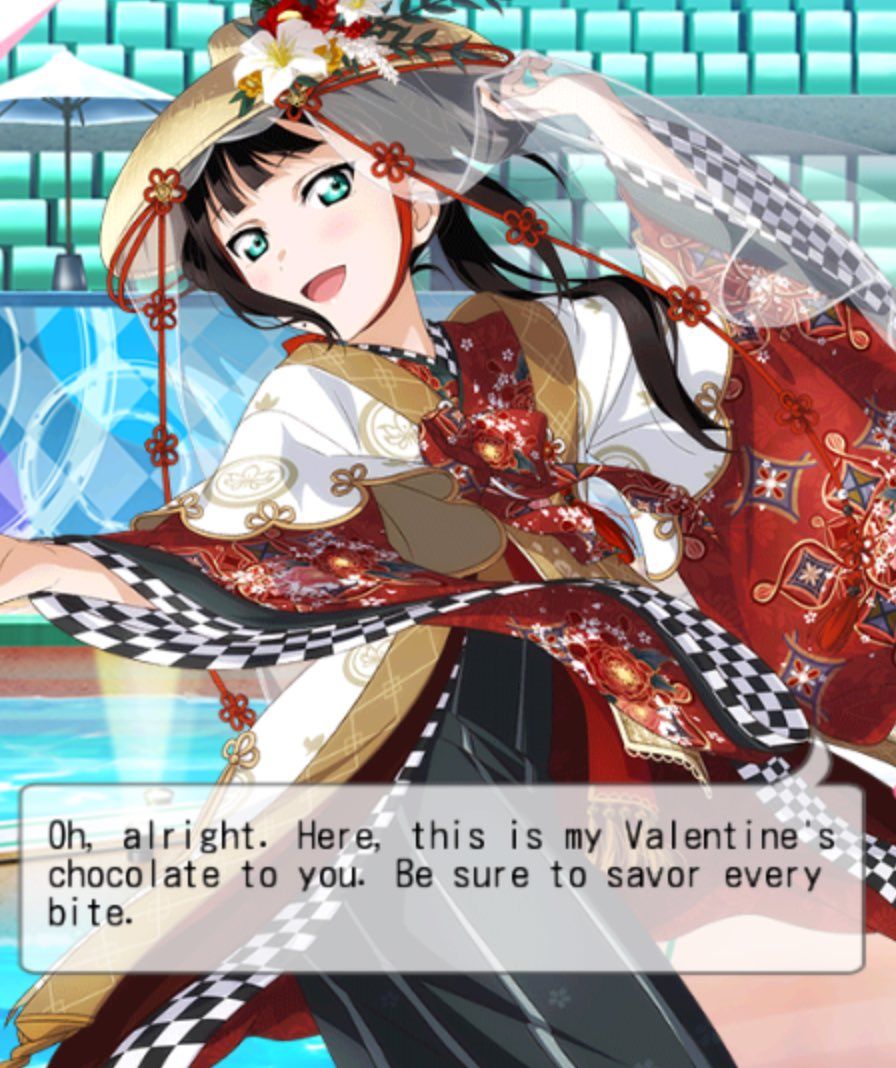 Oh, alright. Here, this is my Valentine's
chocolate to you. Be sure to savor every
bite.